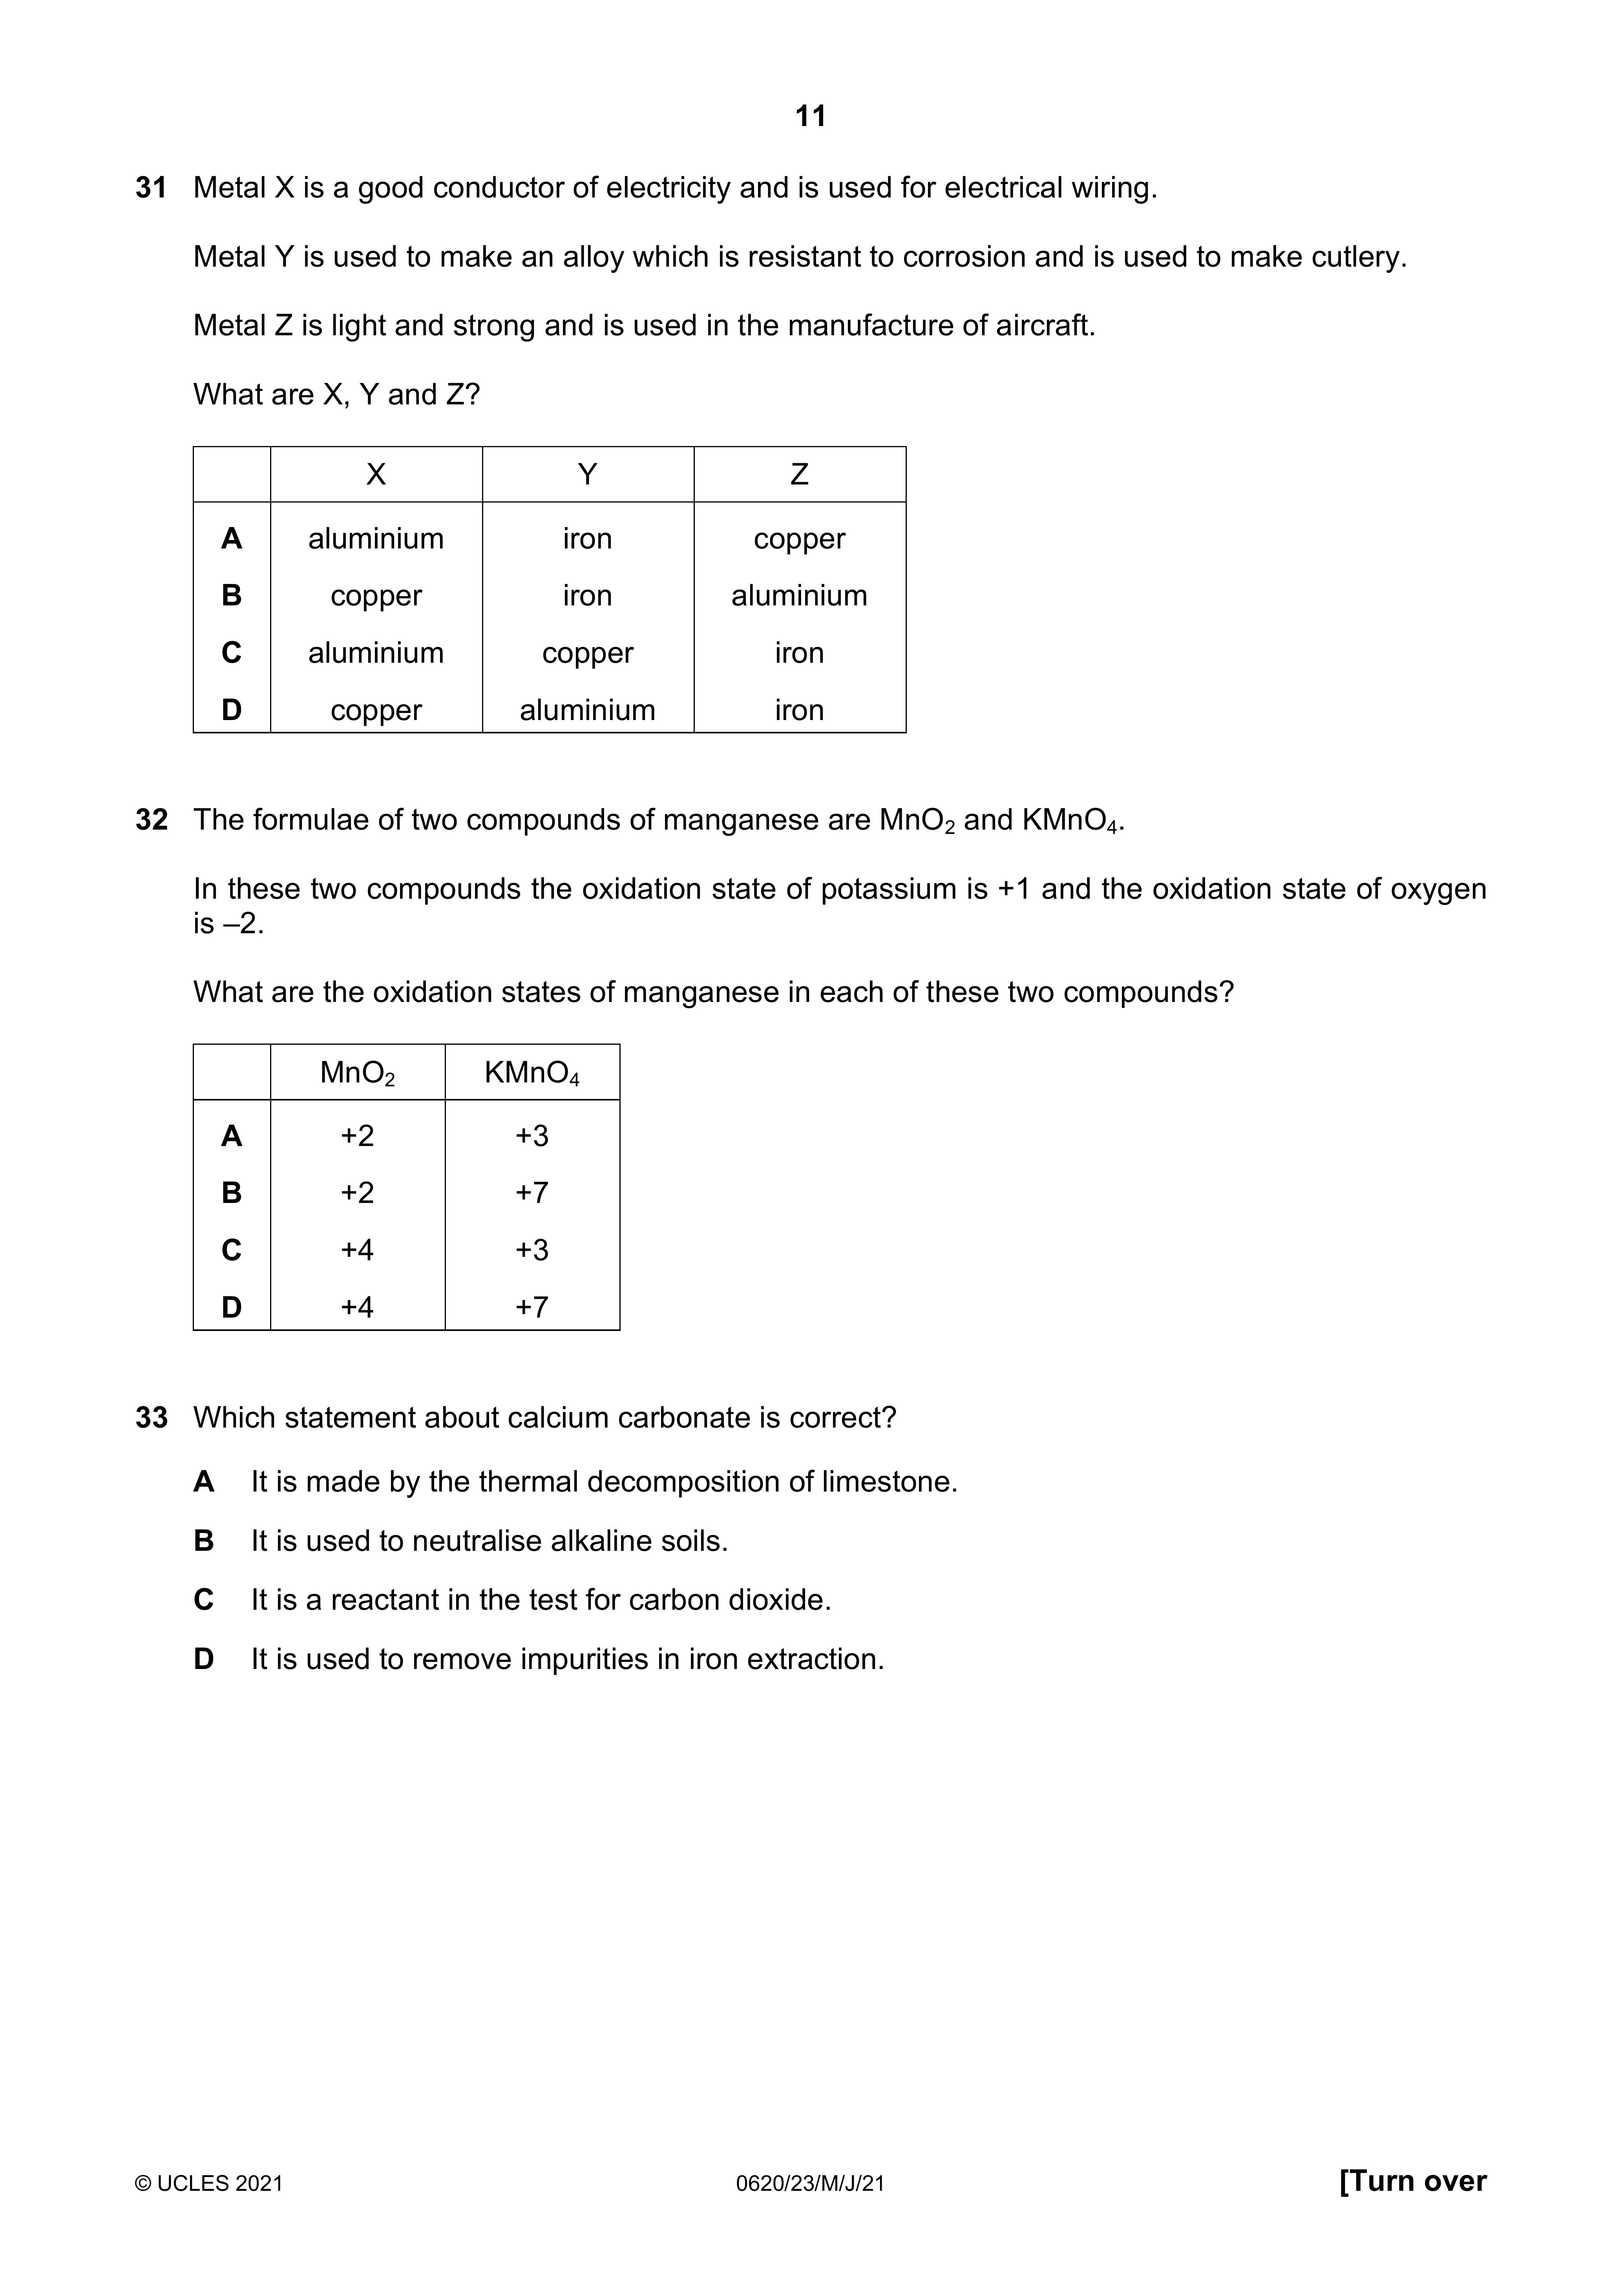 11
31 Metal X is a good conductor of electricity and is used for electrical wiring.
Metal Y is used to make an alloy which is resistant to corrosion and is used to make cutlery.
Metal Z is light and strong and is used in the manufacture of aircraft.
What are X, Y and Z?
X Y Z
A aluminium iron copper
B copper iron aluminium
C aluminium copper iron
D copper aluminium iron
32 The formulae of two compounds of manganese are MnO₂ and KMnO₄.
In these two compounds the oxidation state of potassium is +1 and the oxidation state of oxygen
is –2.
What are the oxidation states of manganese in each of these two compounds?
MnO₂ KMnO₄
A +2 +3
B +2 +7
C +4 +3
D +4 +7
33 Which statement about calcium carbonate is correct?
A It is made by the thermal decomposition of limestone.
B It is used to neutralise alkaline soils.
C It is a reactant in the test for carbon dioxide.
D It is used to remove impurities in iron extraction.
© UCLES 2021 0620/23/M/J/21 [Turn over